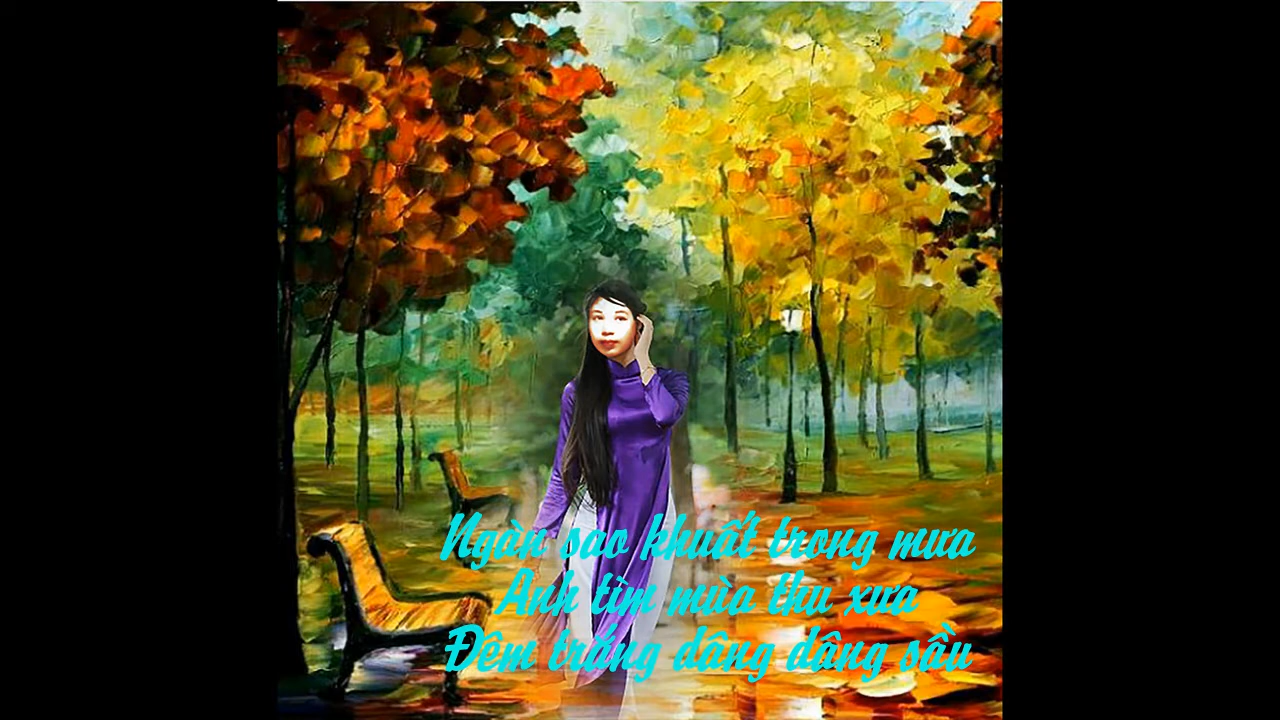 Ngàn sao khuất trong mưa
Anh tìm mùa thu xưa
Đêm trắng dâng dâng sầu